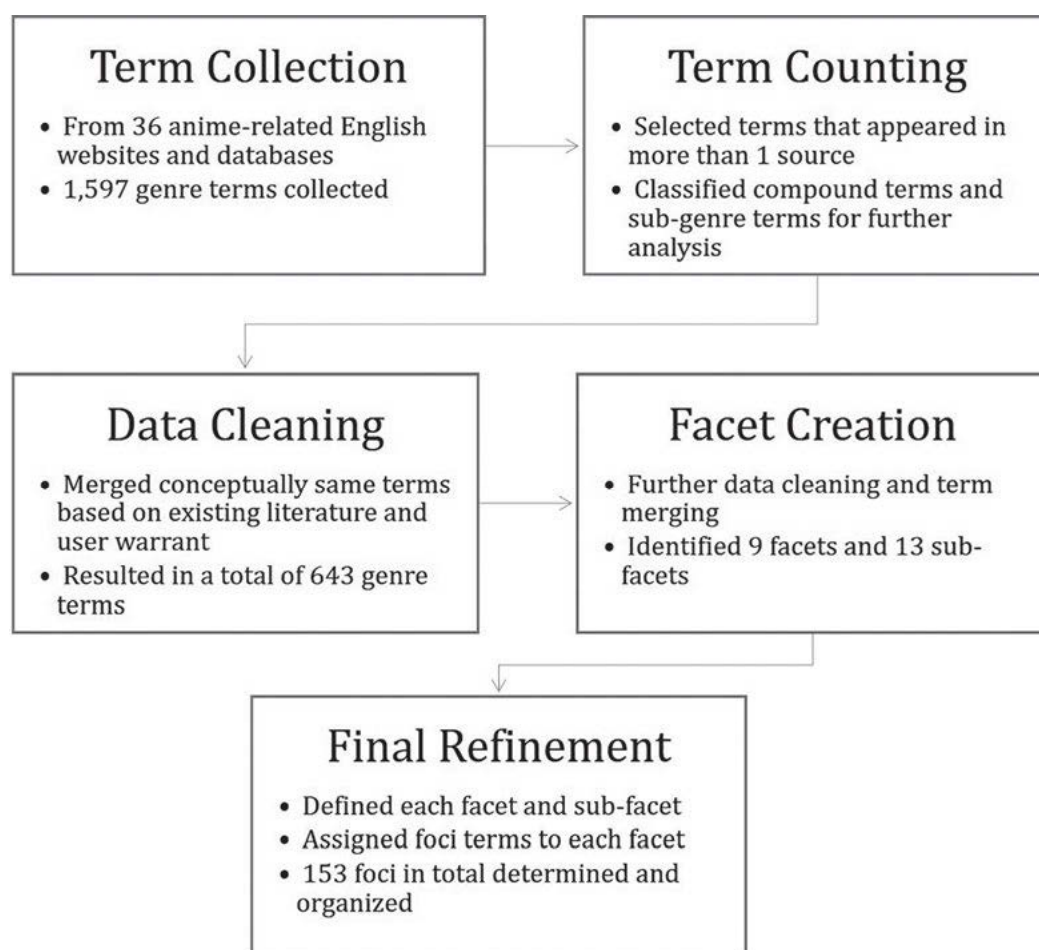 Term Collection
• From 36 anime-related English
websites and databases
• 1,597 genre terms collected
Term Counting
• Selected terms that appeared in
more than 1 source
• Classified compound terms and
sub-genre terms for further
analysis
Data Cleaning
• Merged conceptually same terms
based on existing literature and
user warrant
• Resulted in a total of 643 genre
terms
Facet Creation
• Further data cleaning and term
merging
• Identified 9 facets and 13 sub-
facets
Final Refinement
• Defined each facet and sub-facet
• Assigned foci terms to each facet
• 153 foci in total determined and
organized